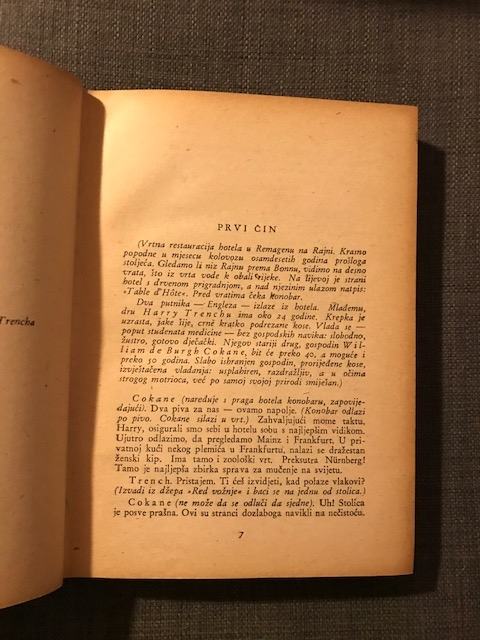 Trencha
PRVI ČIN
(Vrtna restauracija hotela u Remagenu na Rajni. Krasno
popodne u mjesecu kolovozu osamdesetih godina prošloga
stoljeća. Gledamo li niz Rajnu prema Bonnu, vidimo na desno
vrata, što iz vrta vode k obali rijeke. Na lijevoj je strani
hotel s drvenim prigradnjom, a nad njezinim ulazom natpis:
»Table d'Hôte«. Pred vratima čeka konobar.
Dva putnika — Engleza — izlaze iz hotela. Mlademu,
dru Harry Trenchu ima oko 24 godine. Krepka je
uzrasta, jake šije, crne kratko podrezane kose. Vlada se —
poput studenata medicine — bez gospodskih navika: slobodno,
žustro, gotovo dječački. Njegov stariji drug, gospodin Wil-
liam de Burgh Cokane, bit će preko 40, a moguće i
preko 50 godina. Slabo ishranjen gospodin, prorijeđene kose,
izvještačena vladanja: usplahiren, razdražljiv, a u očima
strogog motrioca, već po samoj svojoj prirodi smiješan.)
Cokane (naređuje s praga hotela konobaru, zapovije-
dajući). Dva piva za nas — ovamo napolje. (Konobar odlazi
po pivo. Cokane silazi u vrt.) Zahvaljujući mome taktu,
Harry, osigurali smo sebi u hotelu sobu s najljepšim vidikom.
Ujutro odlazimo, da pregledamo Mainz i Frankfurt. U pri-
vatnoj kući nekog plemića u Frankfurtu, nalazi se dražestan
ženski kip. Ima tamo i zoološki vrt. Preksutra Nürnberg!
Tamo je najljepša zbirka sprava za mučenje na svijetu.
Trench. Pristajem. Ti ćeš izvidjeti, kad polaze vlakovi?
(Izvadi iz džepa »Red vožnje« i baci se na jednu od stolica.)
Cokane (ne može da se odluči da sjedne). Uh! Stolica
je posve prašna. Ovi su stranci dozlaboga navikli na nečistoću.
7